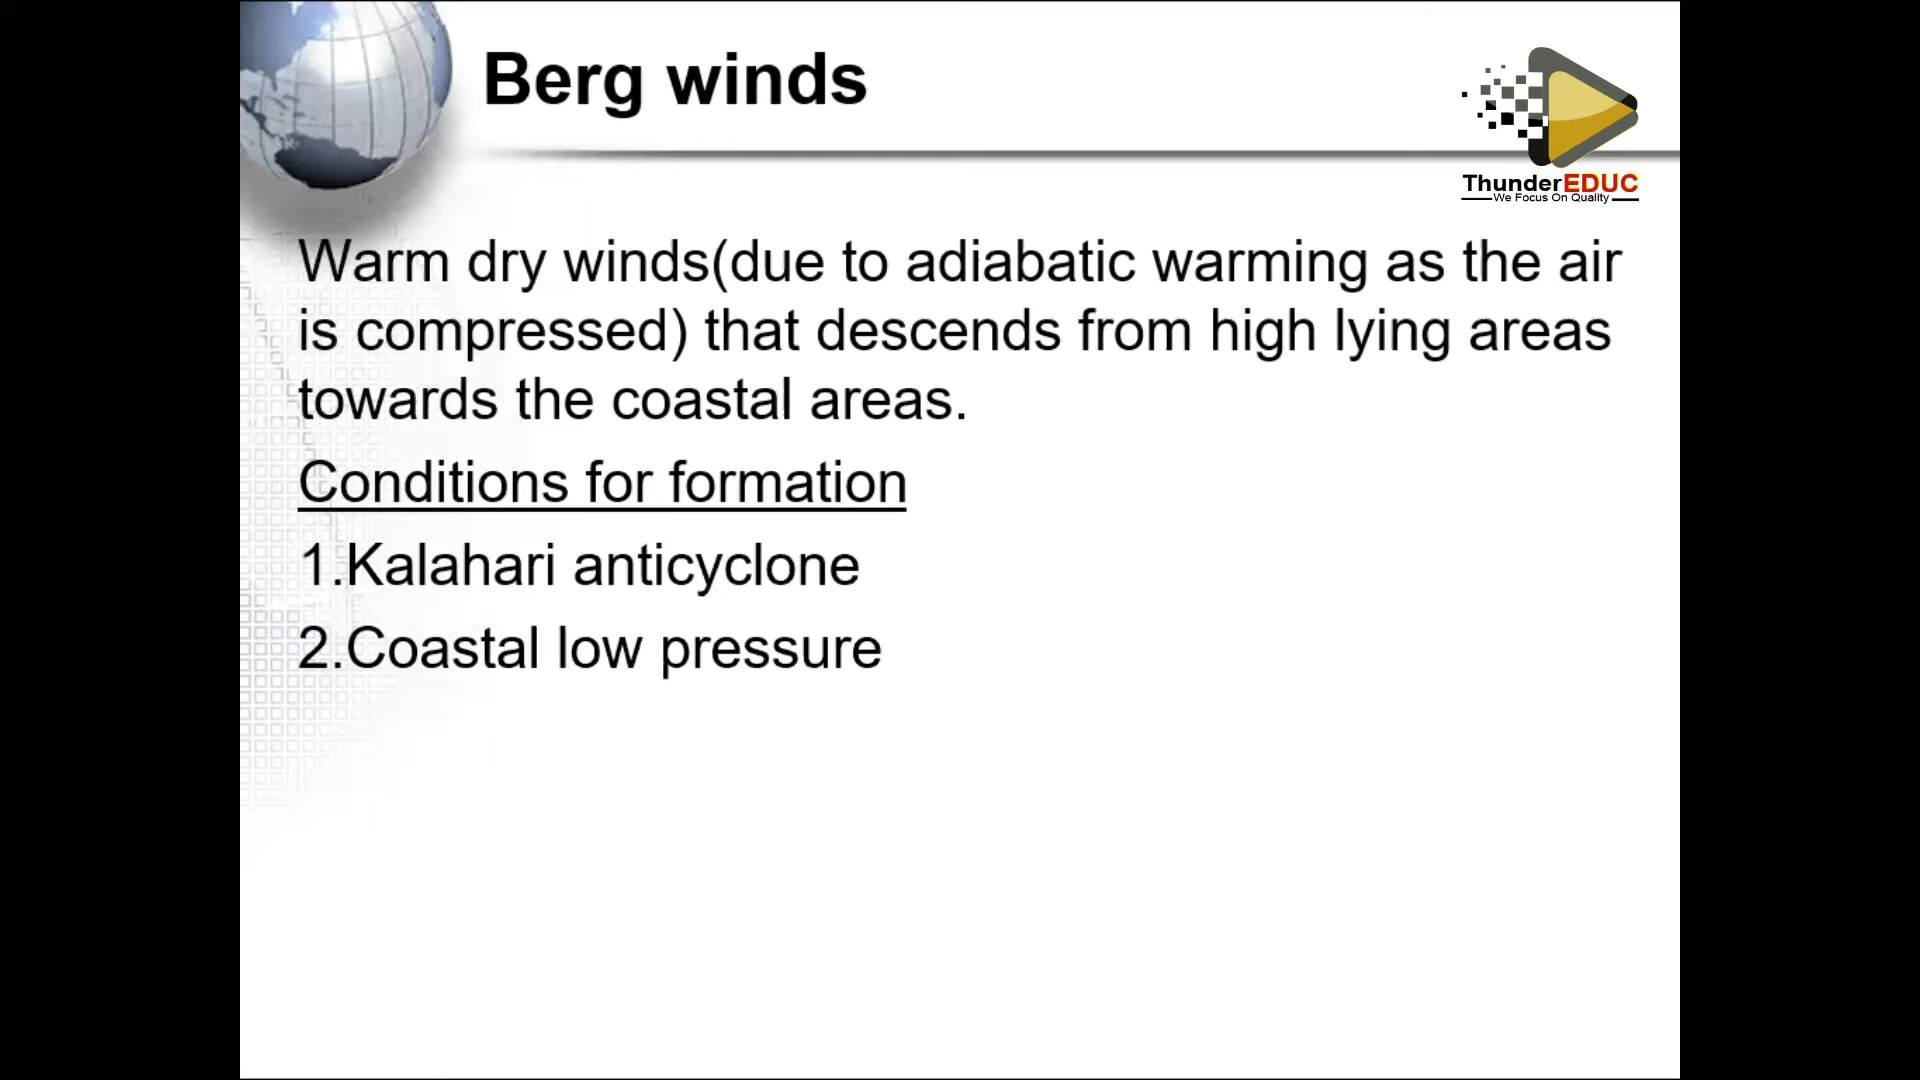 Berg winds
ThunderEDUC
We Focus On Quality
Warm dry winds(due to adiabatic warming as the air
is compressed) that descends from high lying areas
towards the coastal areas.
Conditions for formation
1.Kalahari anticyclone
2.Coastal low pressure